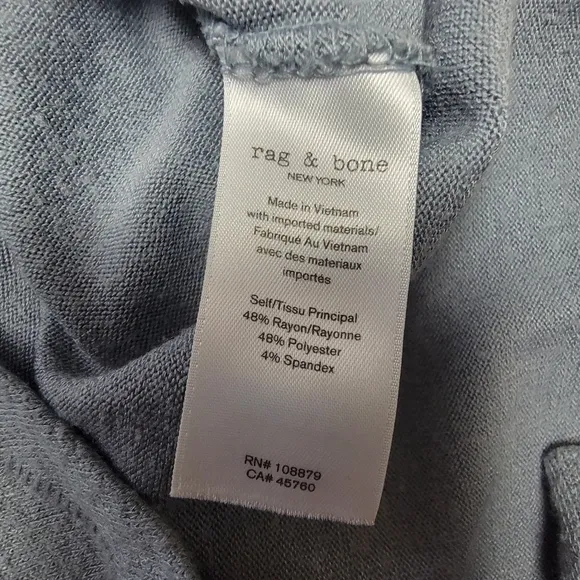 rag & bone
NEW YORK
Made in Vietnam
with imported materials/
Fabriqué Au Vietnam
avec des materiaux
importés
Self/Tissu Principal
48% Rayon/Rayonne
48% Polyester
4% Spandex
RN# 108879
CA# 45760